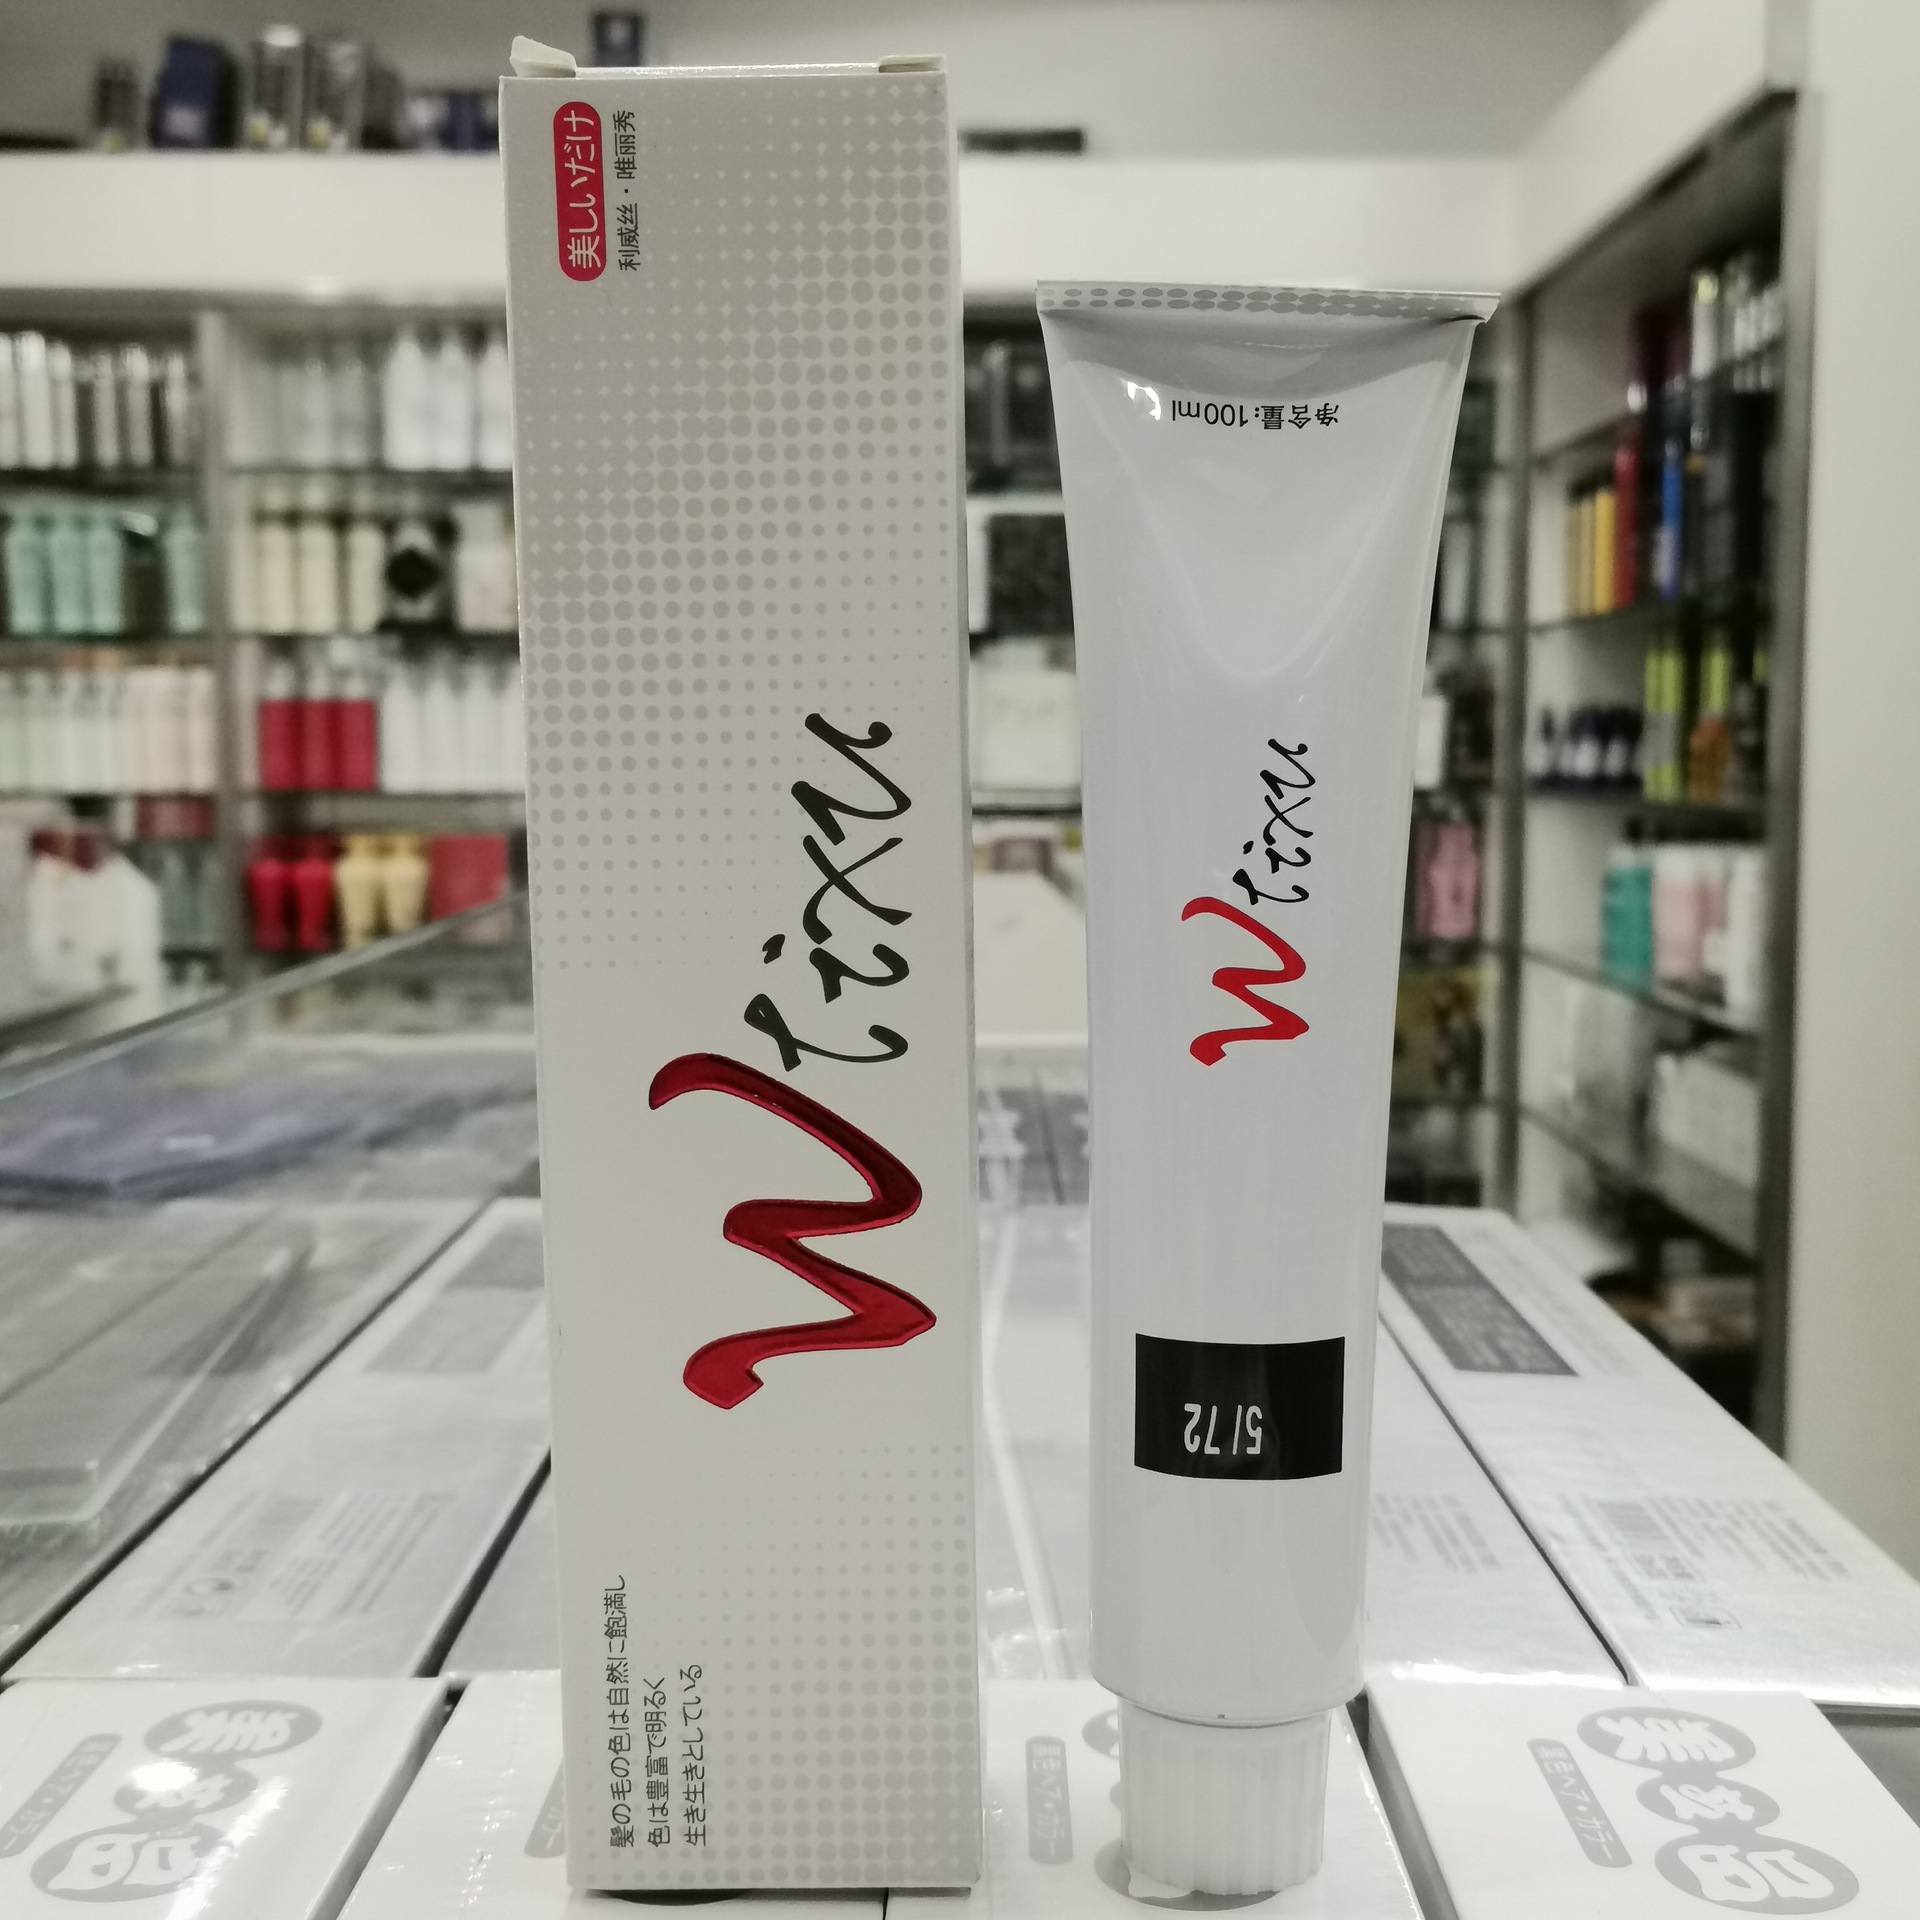 美しいだけ
利威丝・唯丽秀
Wlixu
髪の毛の色は自然に飽満し
色は豊富で明るく
生き生きとしている
净含量:100ml
Wlixu
5/72